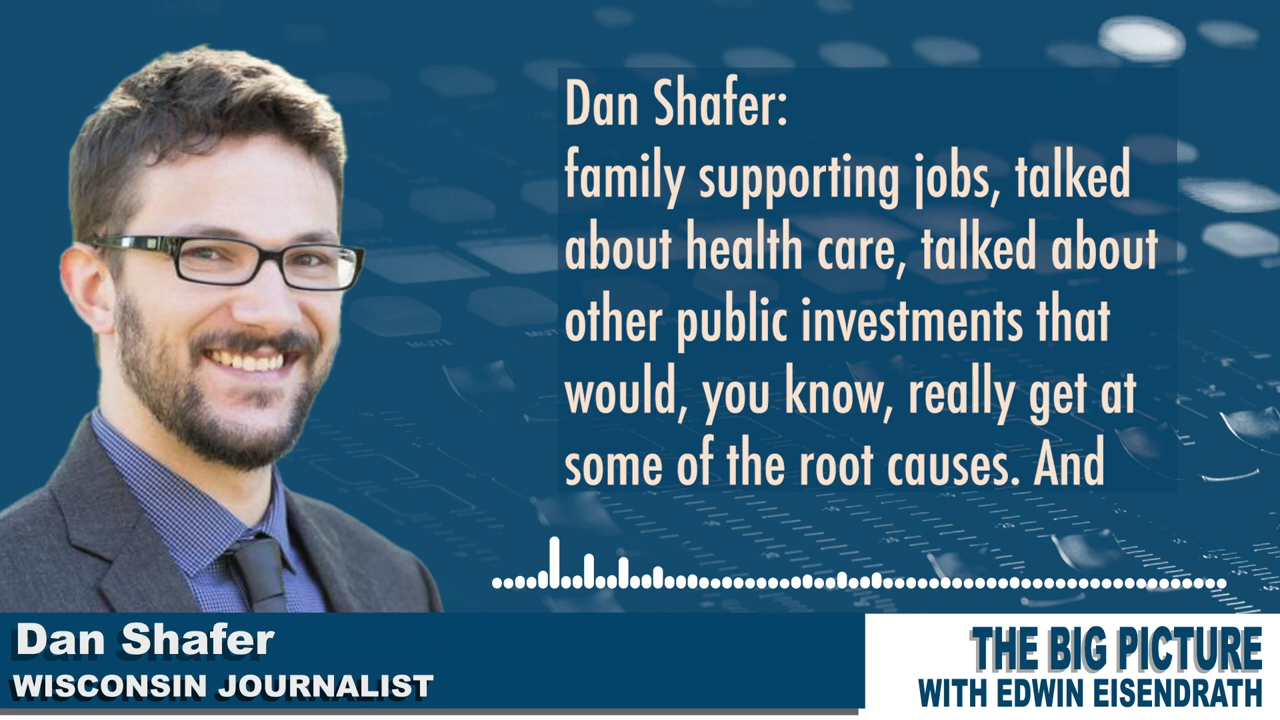 Dan Shafer:
family supporting jobs, talked
about health care, talked about
other public investments that
would, you know, really get at
some of the root causes. And
Dan Shafer
WISCONSIN JOURNALIST
THE BIG PICTURE
WITH EDWIN EISENDRATH
MUTE